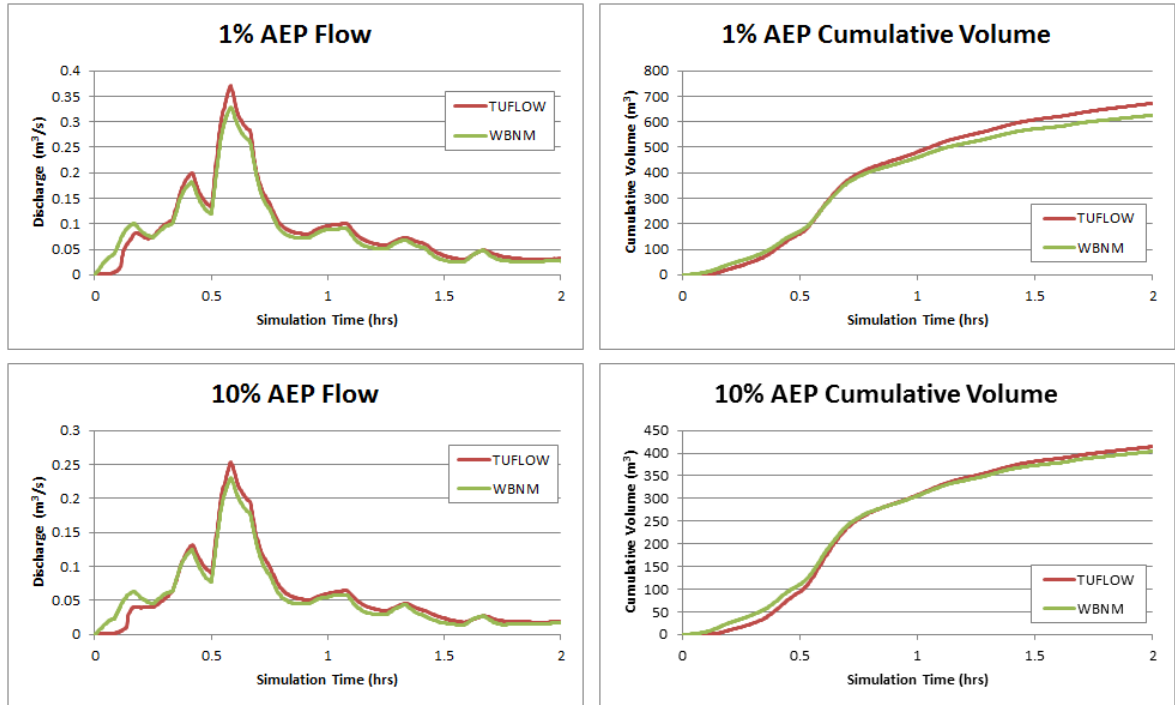 1% AEP Flow
Discharge (m³/s)
0.4
0.35
0.3
0.25
0.2
0.15
0.1
0.05
0
TUFLOW
WBNM
0 0.5 1 1.5 2
Simulation Time (hrs)
1% AEP Cumulative Volume
Cumulative Volume (m³)
800
700
600
500
400
300
200
100
0
TUFLOW
WBNM
0 0.5 1 1.5 2
Simulation Time (hrs)
10% AEP Flow
Discharge (m³/s)
0.3
0.25
0.2
0.15
0.1
0.05
0
TUFLOW
WBNM
0 0.5 1 1.5 2
Simulation Time (hrs)
10% AEP Cumulative Volume
Cumulative Volume (m³)
450
400
350
300
250
200
150
100
50
0
TUFLOW
WBNM
0 0.5 1 1.5 2
Simulation Time (hrs)